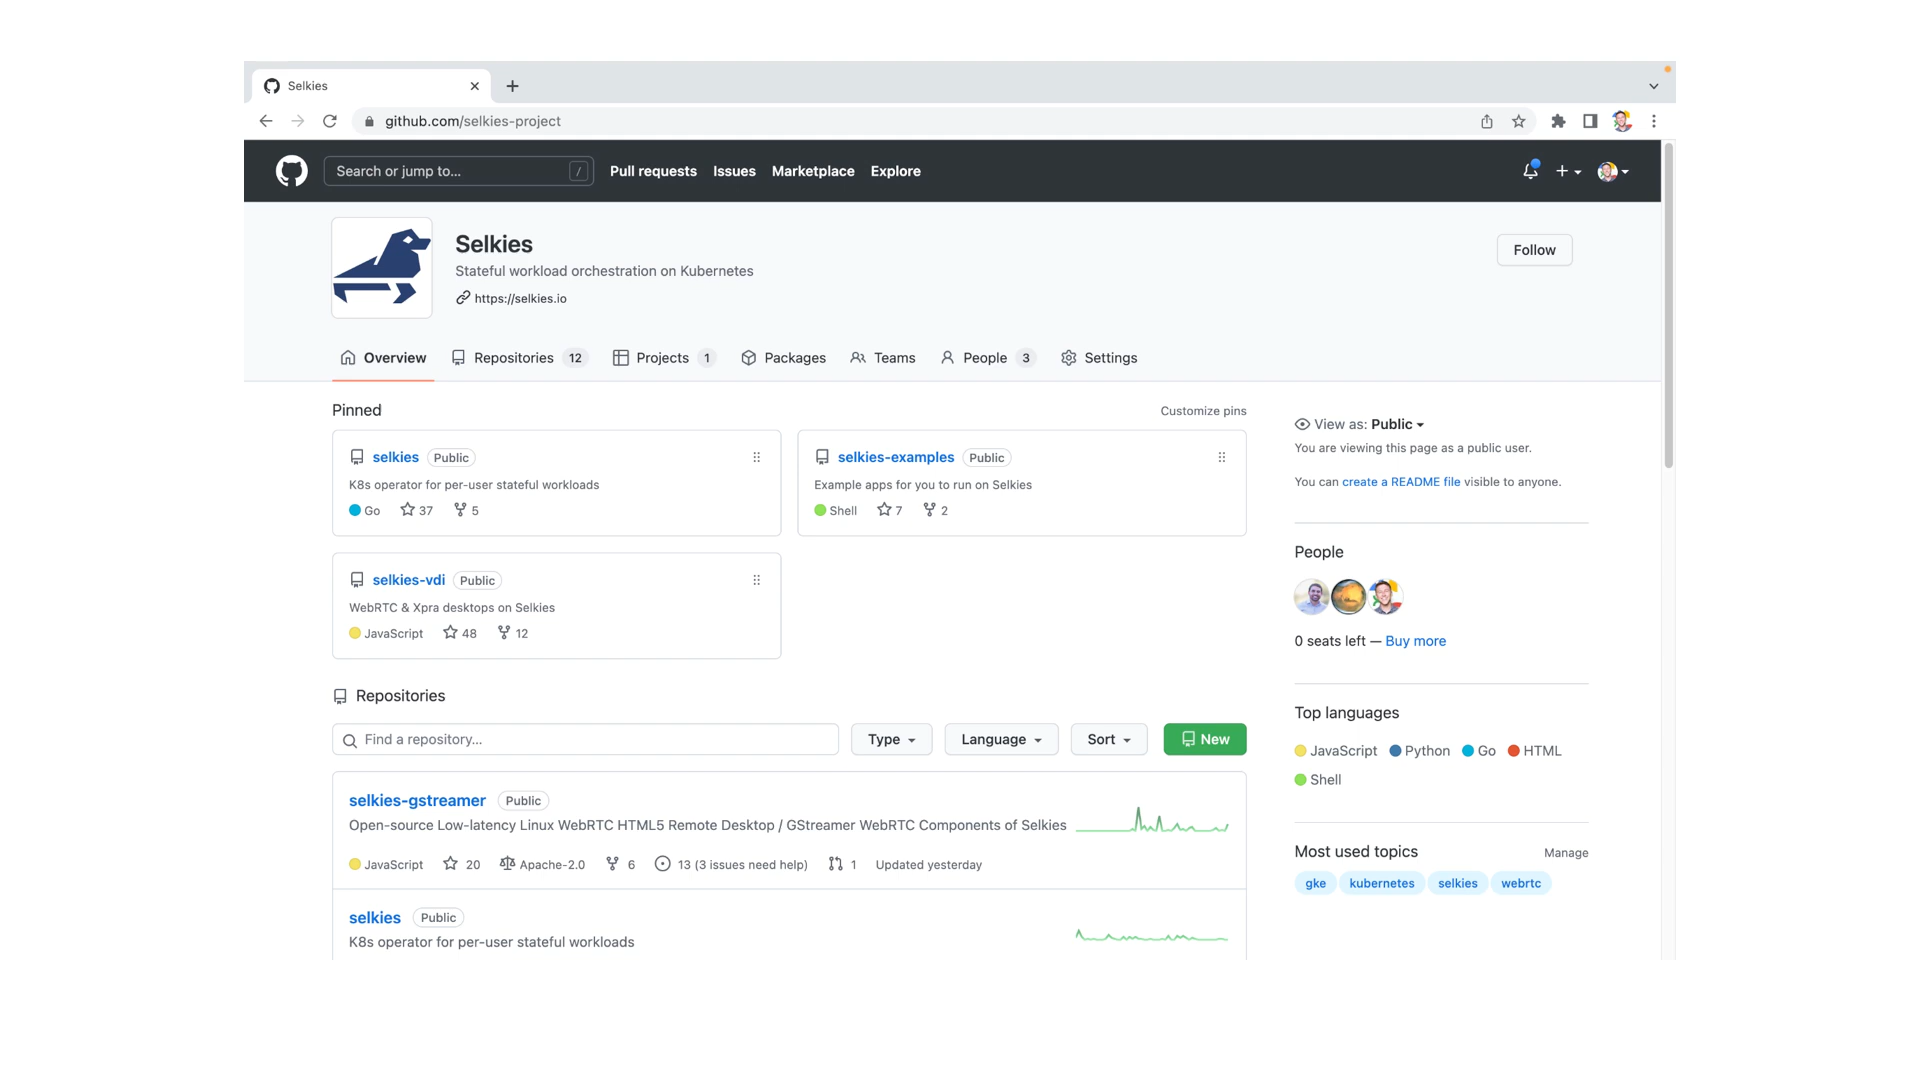 Selkies
github.com/selkies-project
Search or jump to... /
Pull requests Issues Marketplace Explore
Selkies
Stateful workload orchestration on Kubernetes
https://selkies.io
Follow
Overview Repositories 12 Projects 1 Packages Teams People 3 Settings
Pinned
Customize pins
selkies Public
K8s operator for per-user stateful workloads
Go 37 5
selkies-examples Public
Example apps for you to run on Selkies
Shell 7 2
selkies-vdi Public
WebRTC & Xpra desktops on Selkies
JavaScript 48 12
Repositories
Find a repository...
Type Language Sort New
selkies-gstreamer Public
Open-source Low-latency Linux WebRTC HTML5 Remote Desktop / GStreamer WebRTC Components of Selkies
JavaScript 20 Apache-2.0 6 13 (3 issues need help) 1 Updated yesterday
selkies Public
K8s operator for per-user stateful workloads
View as: Public
You are viewing this page as a public user.
You can create a README file visible to anyone.
People
0 seats left — Buy more
Top languages
JavaScript Python Go HTML
Shell
Most used topics
Manage
gke kubernetes selkies webrtc